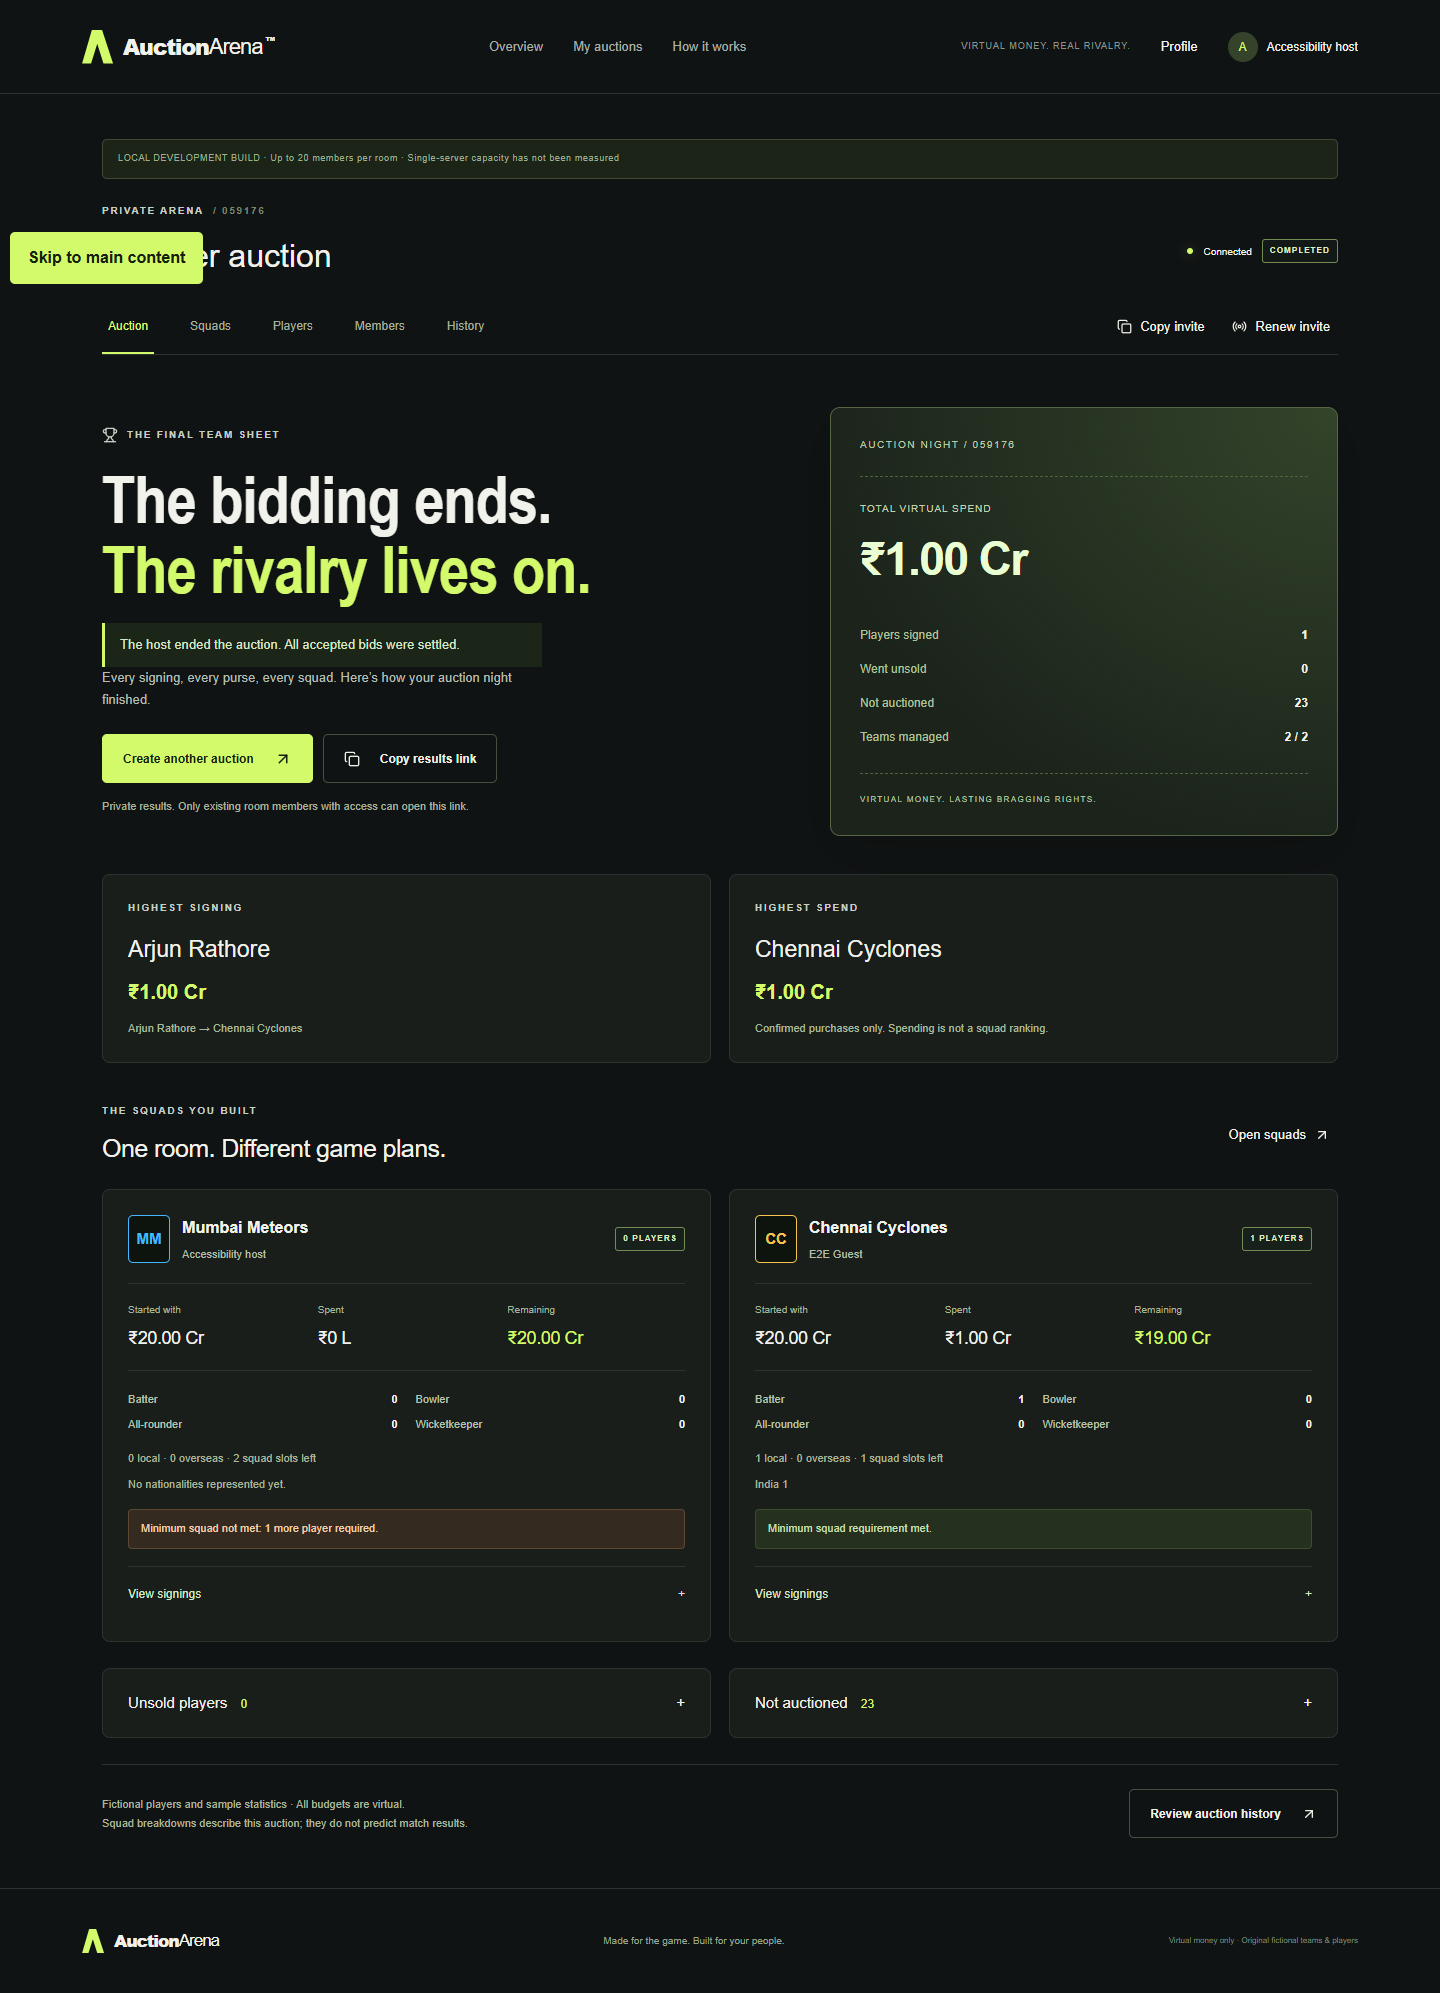 AuctionArena™
Overview
My auctions
How it works
VIRTUAL MONEY. REAL RIVALRY.
Profile
A
Accessibility host
LOCAL DEVELOPMENT BUILD · Up to 20 members per room · Single-server capacity has not been measured
PRIVATE ARENA / 059176
Skip to main content
er auction
Connected
COMPLETED
Auction
Squads
Players
Members
History
Copy invite
Renew invite
THE FINAL TEAM SHEET
The bidding ends.
The rivalry lives on.
The host ended the auction. All accepted bids were settled.
Every signing, every purse, every squad. Here's how your auction night
finished.
Create another auction
Copy results link
Private results. Only existing room members with access can open this link.
AUCTION NIGHT / 059176
TOTAL VIRTUAL SPEND
₹1.00 Cr
Players signed 1
Went unsold 0
Not auctioned 23
Teams managed 2 / 2
VIRTUAL MONEY. LASTING BRAGGING RIGHTS.
HIGHEST SIGNING
Arjun Rathore
₹1.00 Cr
Arjun Rathore → Chennai Cyclones
HIGHEST SPEND
Chennai Cyclones
₹1.00 Cr
Confirmed purchases only. Spending is not a squad ranking.
THE SQUADS YOU BUILT
One room. Different game plans.
Open squads
MM
Mumbai Meteors
Accessibility host
0 PLAYERS
Started with Spent Remaining
₹20.00 Cr ₹0 L ₹20.00 Cr
Batter 0 Bowler 0
All-rounder 0 Wicketkeeper 0
0 local · 0 overseas · 2 squad slots left
No nationalities represented yet.
Minimum squad not met: 1 more player required.
View signings +
CC
Chennai Cyclones
E2E Guest
1 PLAYERS
Started with Spent Remaining
₹20.00 Cr ₹1.00 Cr ₹19.00 Cr
Batter 1 Bowler 0
All-rounder 0 Wicketkeeper 0
1 local · 0 overseas · 1 squad slots left
India 1
Minimum squad requirement met.
View signings +
Unsold players 0 +
Not auctioned 23 +
Fictional players and sample statistics · All budgets are virtual.
Squad breakdowns describe this auction; they do not predict match results.
Review auction history
AuctionArena
Made for the game. Built for your people.
Virtual money only · Original fictional teams & players